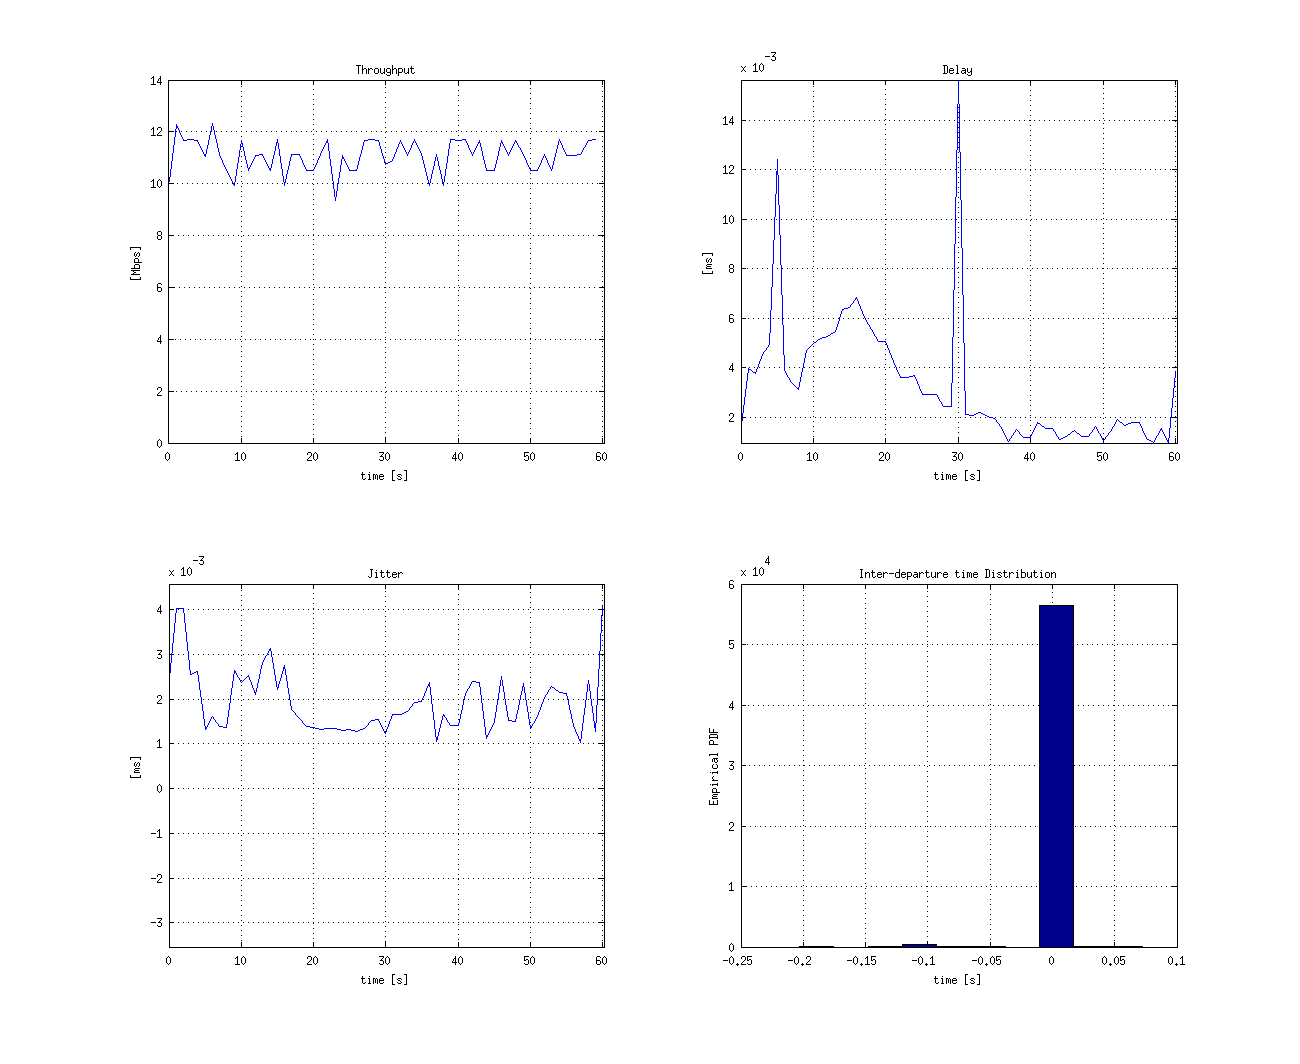 Throughput
14
12
10
8
6
4
2
0
[Mbps]
0 10 20 30 40 50 60
time [s]
x 10^-3
Delay
14
12
10
8
6
4
2
[ms]
0 10 20 30 40 50 60
time [s]
x 10^-3
Jitter
4
3
2
1
0
-1
-2
-3
[ms]
0 10 20 30 40 50 60
time [s]
x 10^4
Inter-departure time Distribution
6
5
4
3
2
1
0
Empirical PDF
-0.25 -0.2 -0.15 -0.1 -0.05 0 0.05 0.1
time [s]